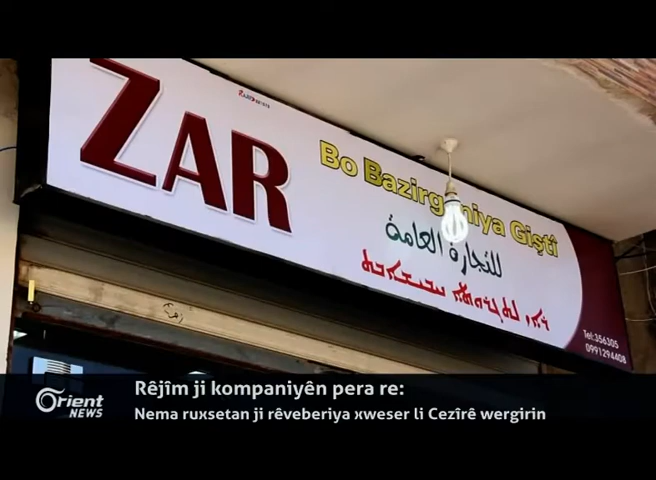 ZAR
Bo Bazirganiya Giştî
للتجارة العامة
Tel:356305
0991294408
Orient
NEWS
Rêjîm ji kompaniyên pera re:
Nema ruxsetan ji rêveberiya xweser li Cezîrê wergirin